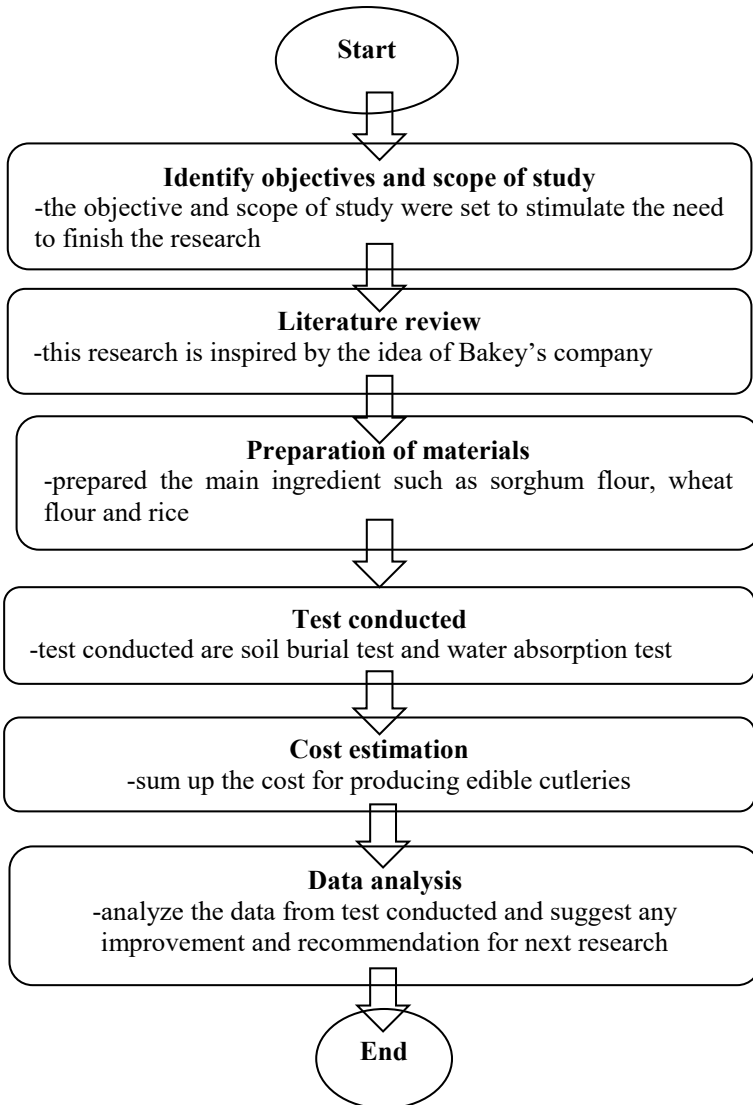 Start
Identify objectives and scope of study
-the objective and scope of study were set to stimulate the need
to finish the research
Literature review
-this research is inspired by the idea of Bakey’s company
Preparation of materials
-prepared the main ingredient such as sorghum flour, wheat
flour and rice
Test conducted
-test conducted are soil burial test and water absorption test
Cost estimation
-sum up the cost for producing edible cutleries
Data analysis
-analyze the data from test conducted and suggest any
improvement and recommendation for next research
End